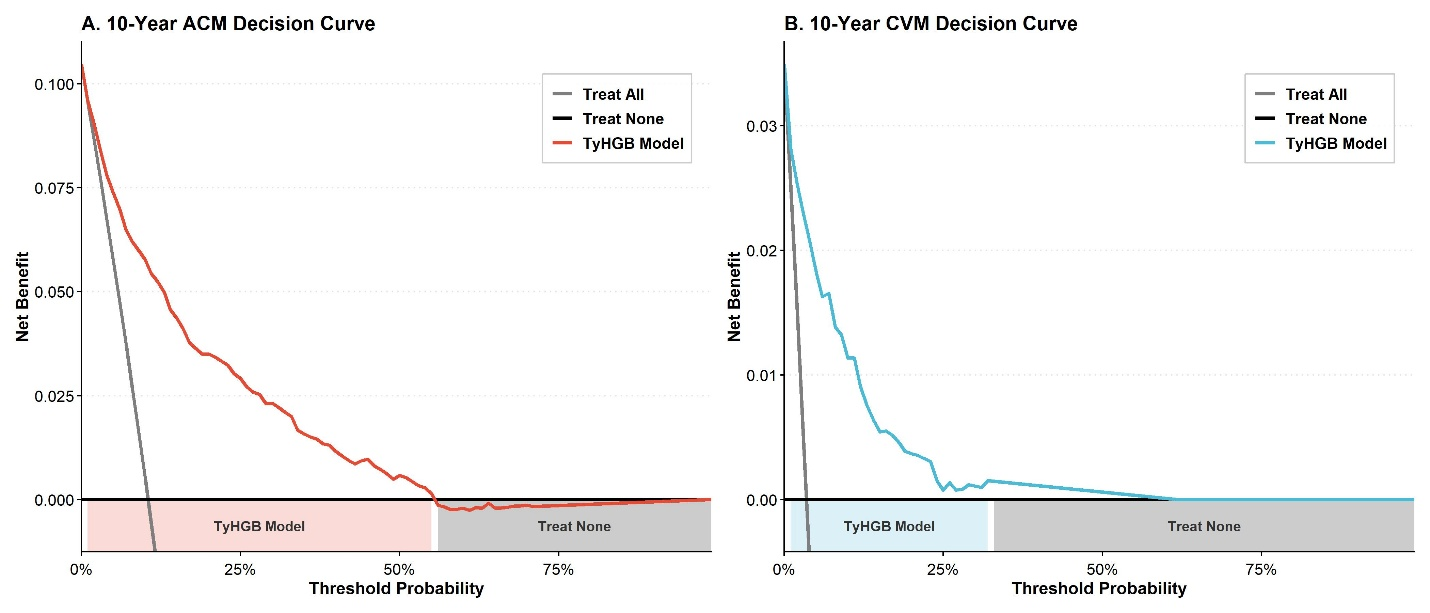 A. 10-Year ACM Decision Curve
Net Benefit
0.100
0.075
0.050
0.025
0.000
Treat All
Treat None
TyHGB Model
TyHGB Model
Treat None
0%
25%
50%
75%
Threshold Probability
B. 10-Year CVM Decision Curve
Net Benefit
0.03
0.02
0.01
0.00
Treat All
Treat None
TyHGB Model
TyHGB Model
Treat None
0%
25%
50%
75%
Threshold Probability